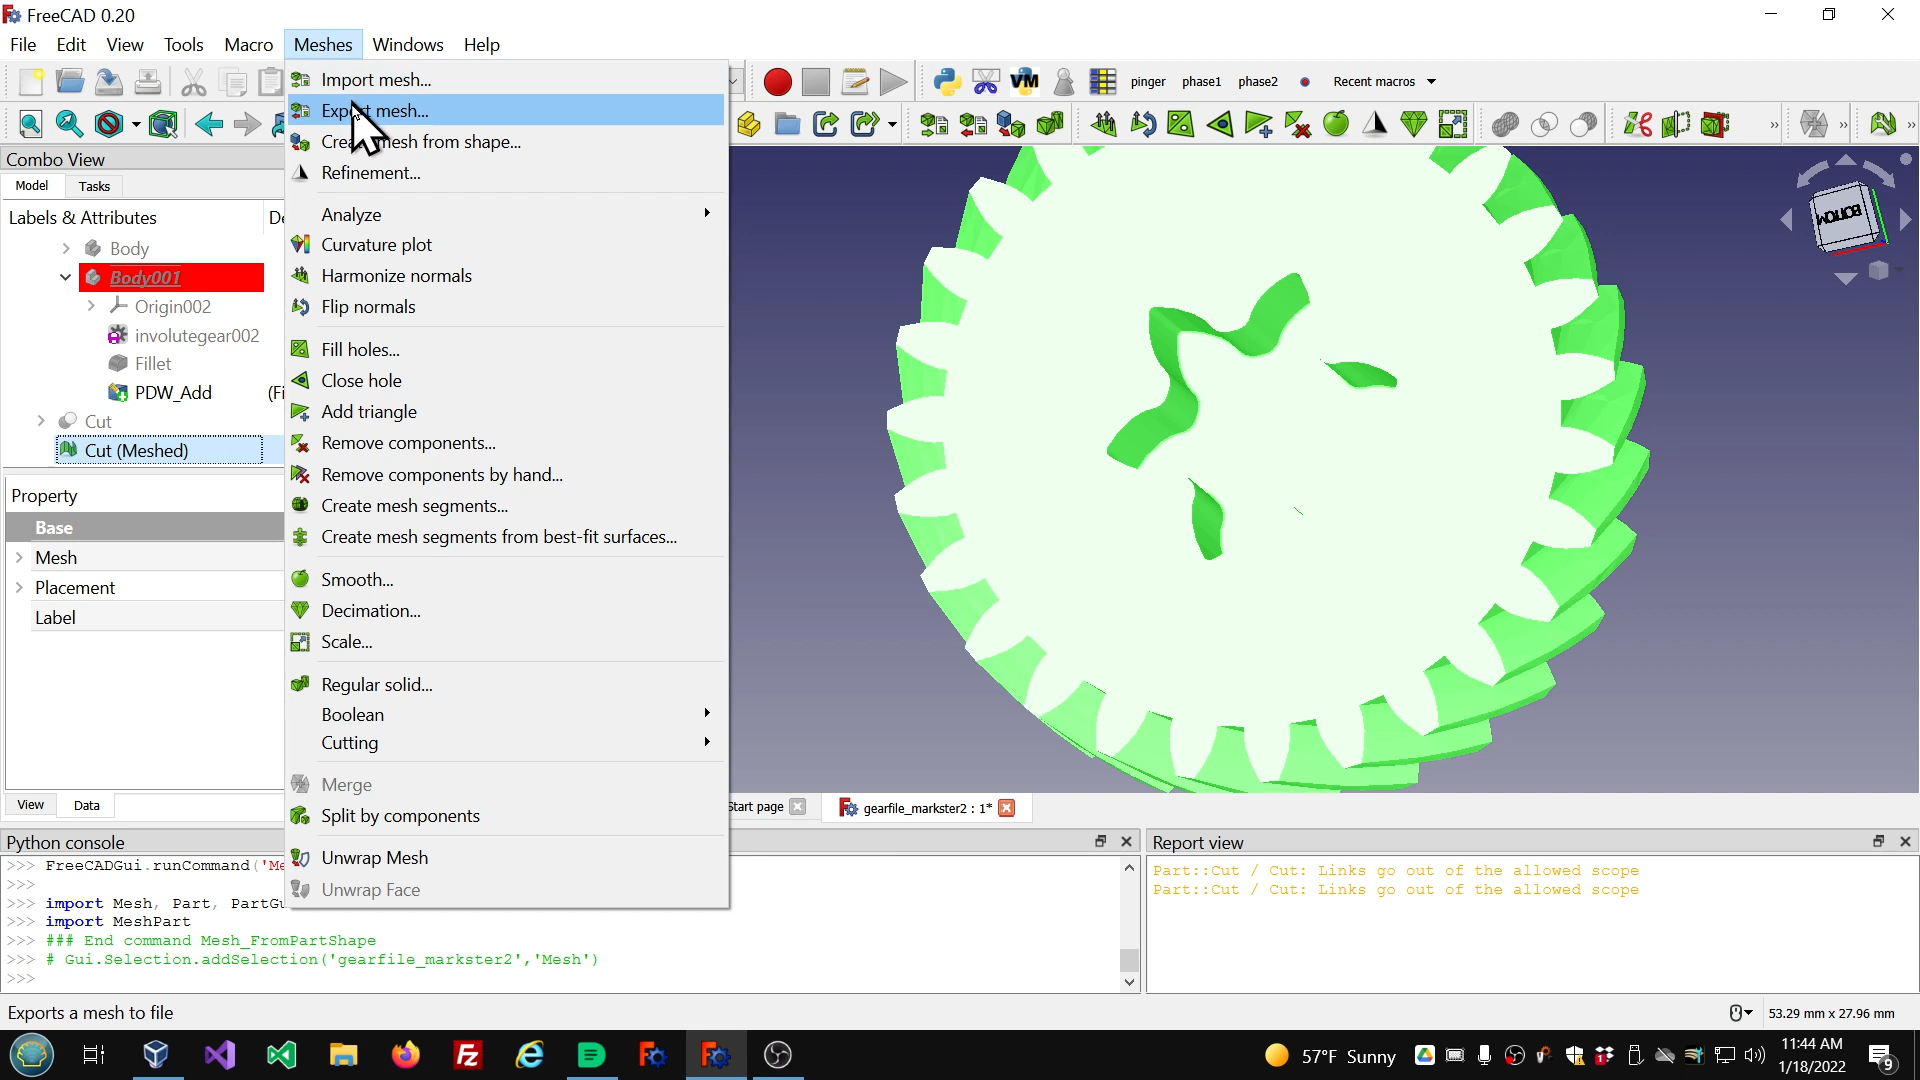 FreeCAD 0.20
File Edit View Tools Macro Meshes Windows Help
pinger phase1 phase2 Recent macros
Import mesh...
Export mesh...
mesh from shape...
Refinement...
Analyze
Curvature plot
Harmonize normals
Flip normals
Fill holes...
Close hole
Add triangle
Remove components...
Remove components by hand...
Create mesh segments...
Create mesh segments from best-fit surfaces...
Smooth...
Decimation...
Scale...
Regular solid...
Boolean
Cutting
Merge
Split by components
Unwrap Mesh
Unwrap Face
Combo View
Model Tasks
Labels & Attributes
Body
Body001
Origin002
involutegear002
Fillet
PDW_Add (Fi
Cut
Cut (Meshed)
Property
Base
Mesh
Placement
Label
View Data
BOTTOM
Start page gearfile_markster2 : 1*
Python console
>>> FreeCADGui.runCommand('Me
>>>
>>> import Mesh, Part, PartGu
>>> import MeshPart
>>> ### End command Mesh_FromPartShape
>>> # Gui.Selection.addSelection('gearfile_markster2','Mesh')
>>>
Report view
Part::Cut / Cut: Links go out of the allowed scope
Part::Cut / Cut: Links go out of the allowed scope
Exports a mesh to file
53.29 mm x 27.96 mm
57°F Sunny
11:44 AM
1/18/2022
9